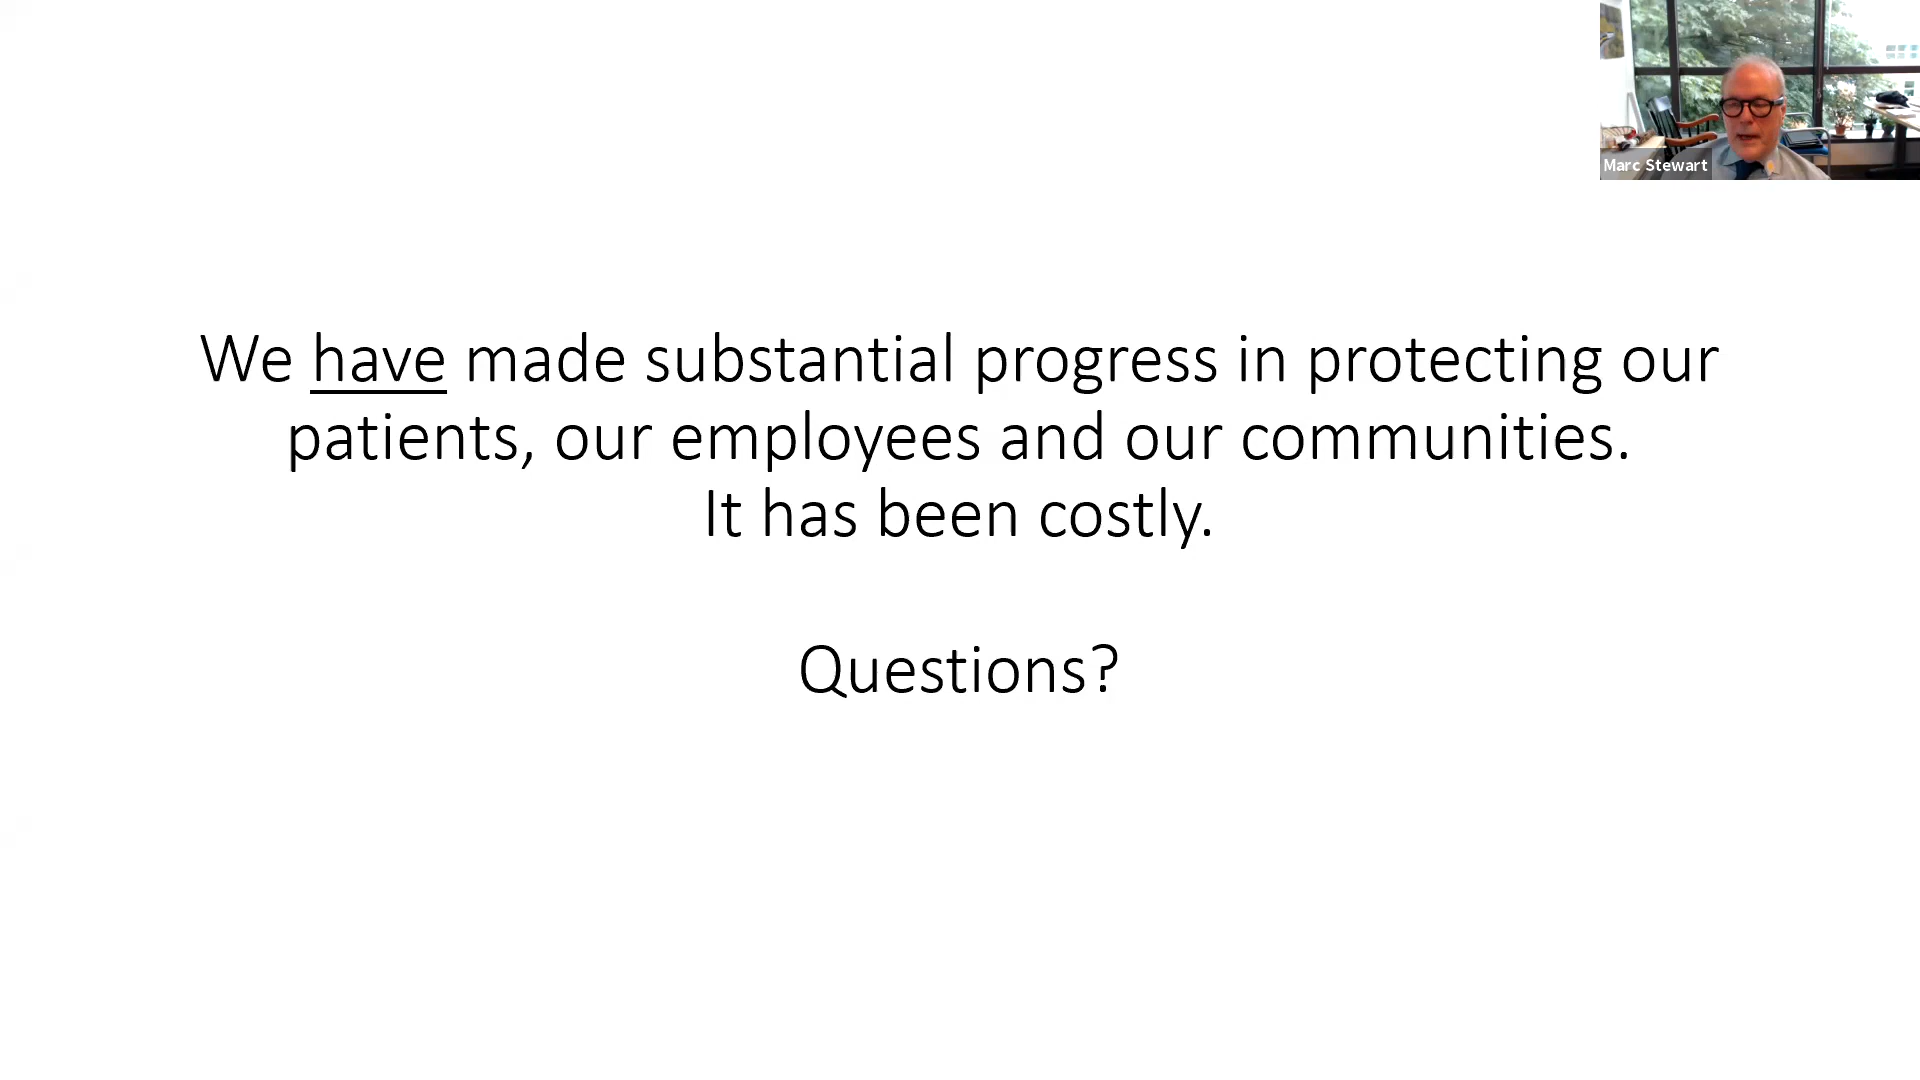 Marc Stewart
We have made substantial progress in protecting our
patients, our employees and our communities.
It has been costly.
Questions?